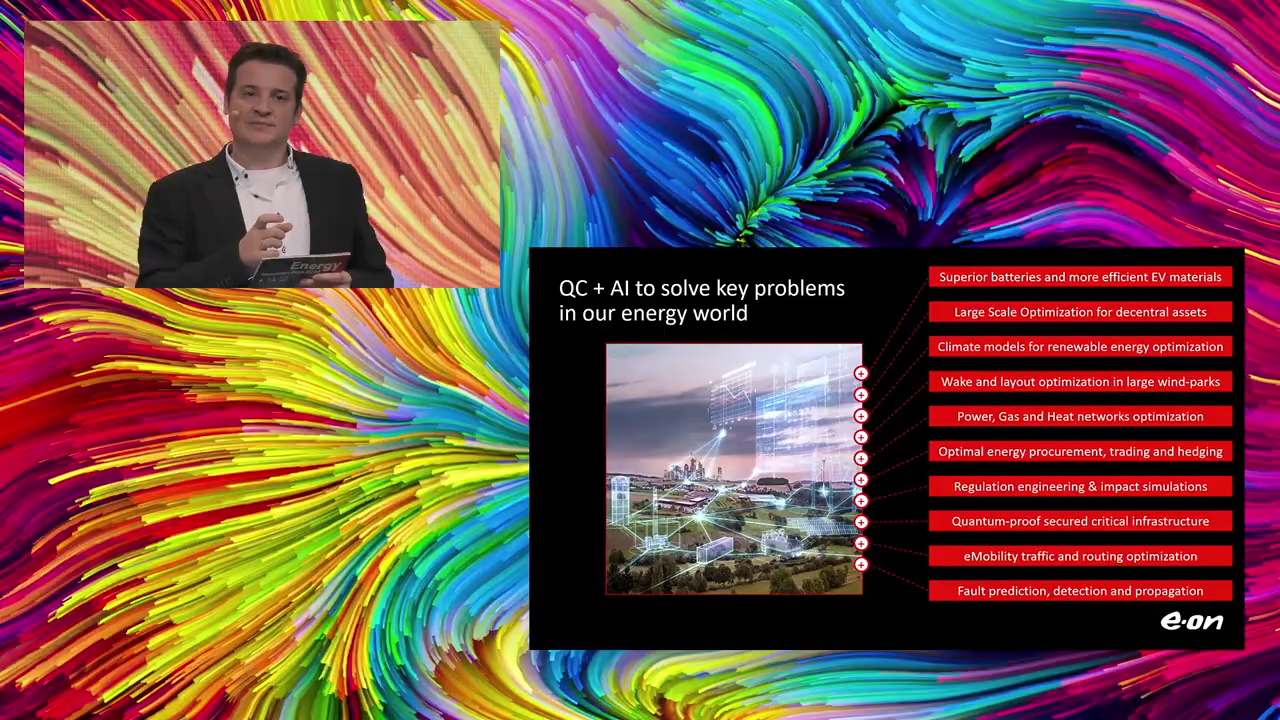 Energy
QC + AI to solve key problems
in our energy world
Superior batteries and more efficient EV materials
Large Scale Optimization for decentral assets
Climate models for renewable energy optimization
Wake and layout optimization in large wind-parks
Power, Gas and Heat networks optimization
Optimal energy procurement, trading and hedging
Regulation engineering & impact simulations
Quantum-proof secured critical infrastructure
eMobility traffic and routing optimization
Fault prediction, detection and propagation
e·on